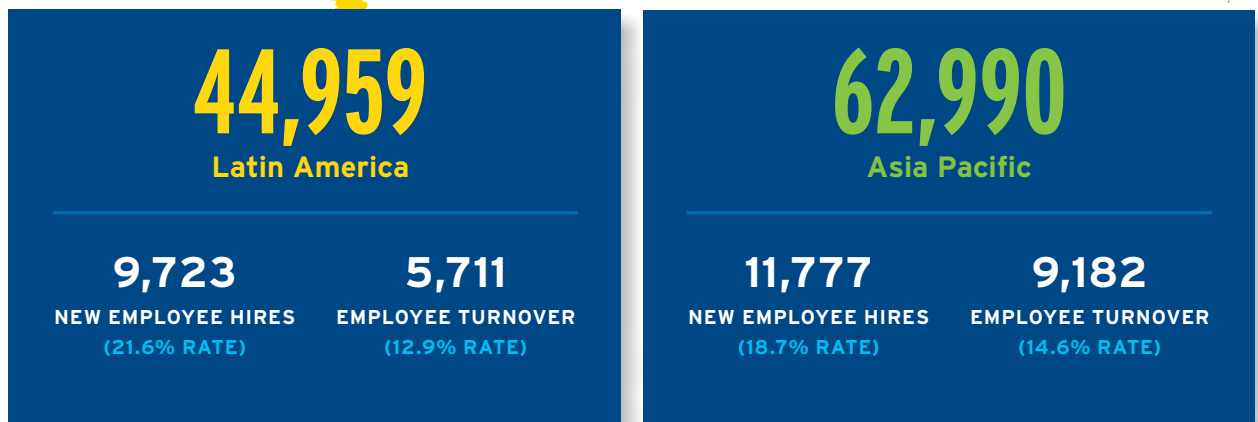 44,959
Latin America
9,723
NEW EMPLOYEE HIRES
(21.6% RATE)
5,711
EMPLOYEE TURNOVER
(12.9% RATE)
62,990
Asia Pacific
11,777
NEW EMPLOYEE HIRES
(18.7% RATE)
9,182
EMPLOYEE TURNOVER
(14.6% RATE)